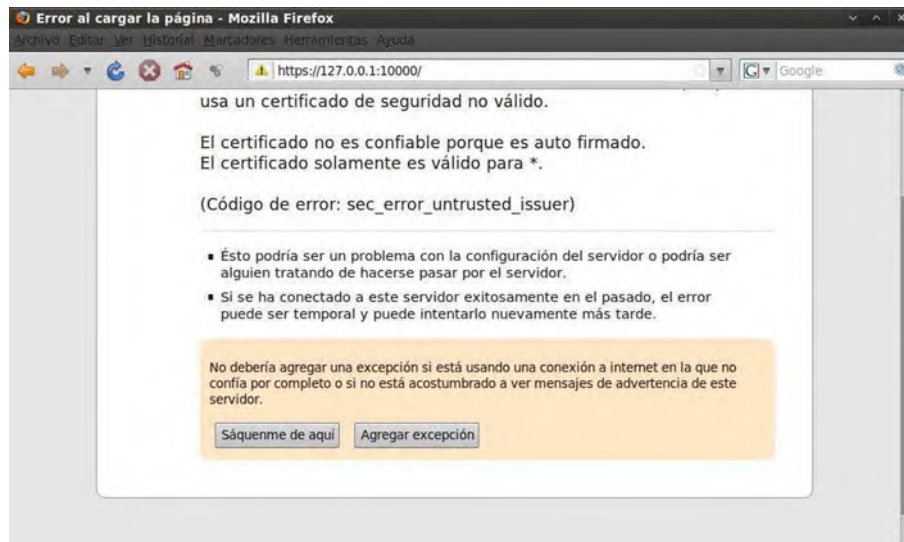 Error al cargar la página - Mozilla Firefox
Archivo Editar Ver Historial Marcadores Herramientas Ayuda
https://127.0.0.1:10000/
Google
usa un certificado de seguridad no válido.
El certificado no es confiable porque es auto firmado.
El certificado solamente es válido para *.
(Código de error: sec_error_untrusted_issuer)
Ésto podría ser un problema con la configuración del servidor o podría ser
alguien tratando de hacerse pasar por el servidor.
Si se ha conectado a este servidor exitosamente en el pasado, el error
puede ser temporal y puede intentarlo nuevamente más tarde.
No debería agregar una excepción si está usando una conexión a internet en la que no
confía por completo o si no está acostumbrado a ver mensajes de advertencia de este
servidor.
Sáquenme de aquí
Agregar excepción